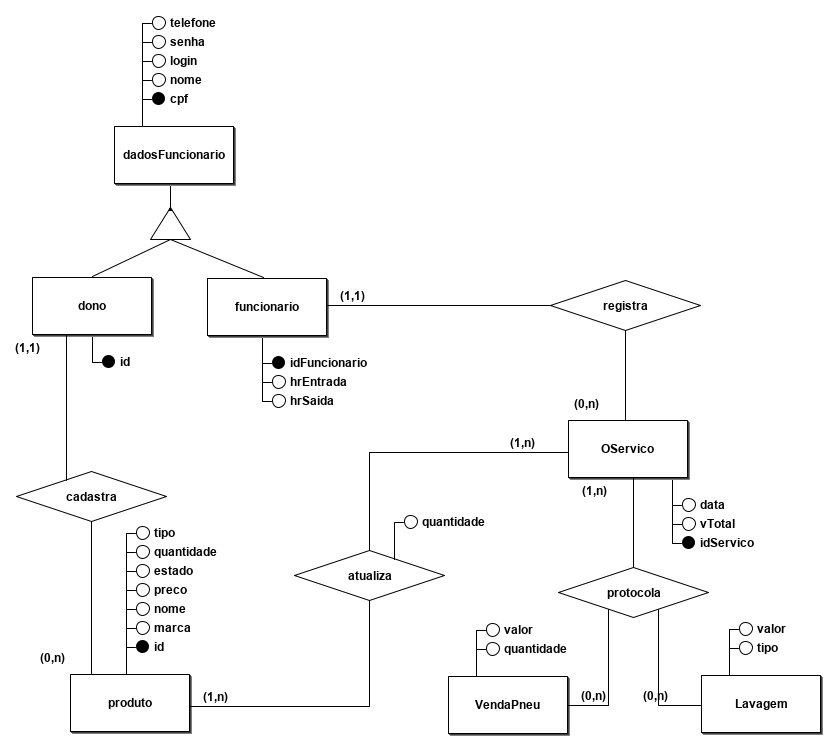 telefone
senha
login
nome
cpf
dadosFuncionario
dono
funcionario
(1,1)
registra
(1,1)
id
idFuncionario
hrEntrada
hrSaida
(0,n)
(1,n)
OServico
(1,n)
data
vTotal
idServico
cadastra
quantidade
tipo
quantidade
estado
preco
nome
marca
id
atualiza
protocola
valor
quantidade
valor
tipo
(0,n)
produto
(1,n)
VendaPneu
(0,n)
(0,n)
Lavagem